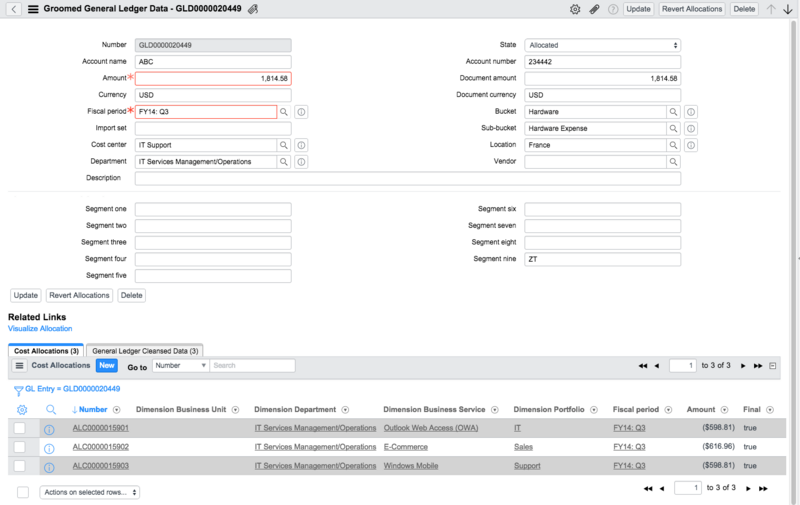 Groomed General Ledger Data - GLD0000020449 Update Revert Allocations Delete
Number GLD0000020449 State Allocated
Account name ABC Account number 234442
Amount 1,814.58 Document amount 1,814.58
Currency USD Document currency USD
Fiscal period FY14: Q3 Bucket Hardware
Import set Sub-bucket Hardware Expense
Cost center IT Support Location France
Department IT Services Management/Operations Vendor
Description
Segment one Segment six
Segment two Segment seven
Segment three Segment eight
Segment four Segment nine ZT
Segment five
Update Revert Allocations Delete
Related Links
Visualize Allocation
Cost Allocations (3) General Ledger Cleansed Data (3)
Cost Allocations New Go to Number Search 1 to 3 of 3
GL Entry = GLD0000020449
Number Dimension Business Unit Dimension Department Dimension Business Service Dimension Portfolio Fiscal period Amount Final
ALC0000015901 IT Services Management/Operations Outlook Web Access (OWA) IT FY14: Q3 ($598.81) true
ALC0000015902 IT Services Management/Operations E-Commerce Sales FY14: Q3 ($616.96) true
ALC0000015903 IT Services Management/Operations Windows Mobile Support FY14: Q3 ($598.81) true
Actions on selected rows... 1 to 3 of 3